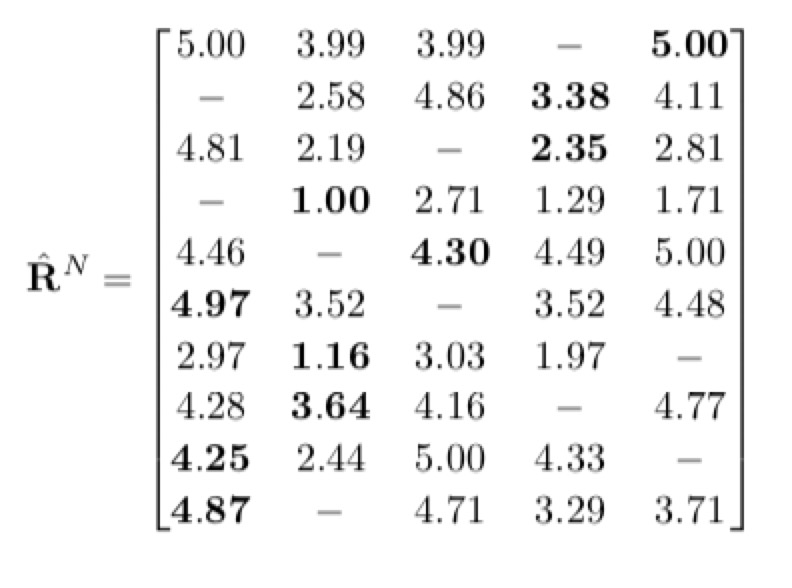 5.00 3.99 3.99 – 5.00
– 2.58 4.86 3.38 4.11
4.81 2.19 – 2.35 2.81
– 1.00 2.71 1.29 1.71
R̂ᴺ = 4.46 – 4.30 4.49 5.00
4.97 3.52 – 3.52 4.48
2.97 1.16 3.03 1.97 –
4.28 3.64 4.16 – 4.77
4.25 2.44 5.00 4.33 –
4.87 – 4.71 3.29 3.71